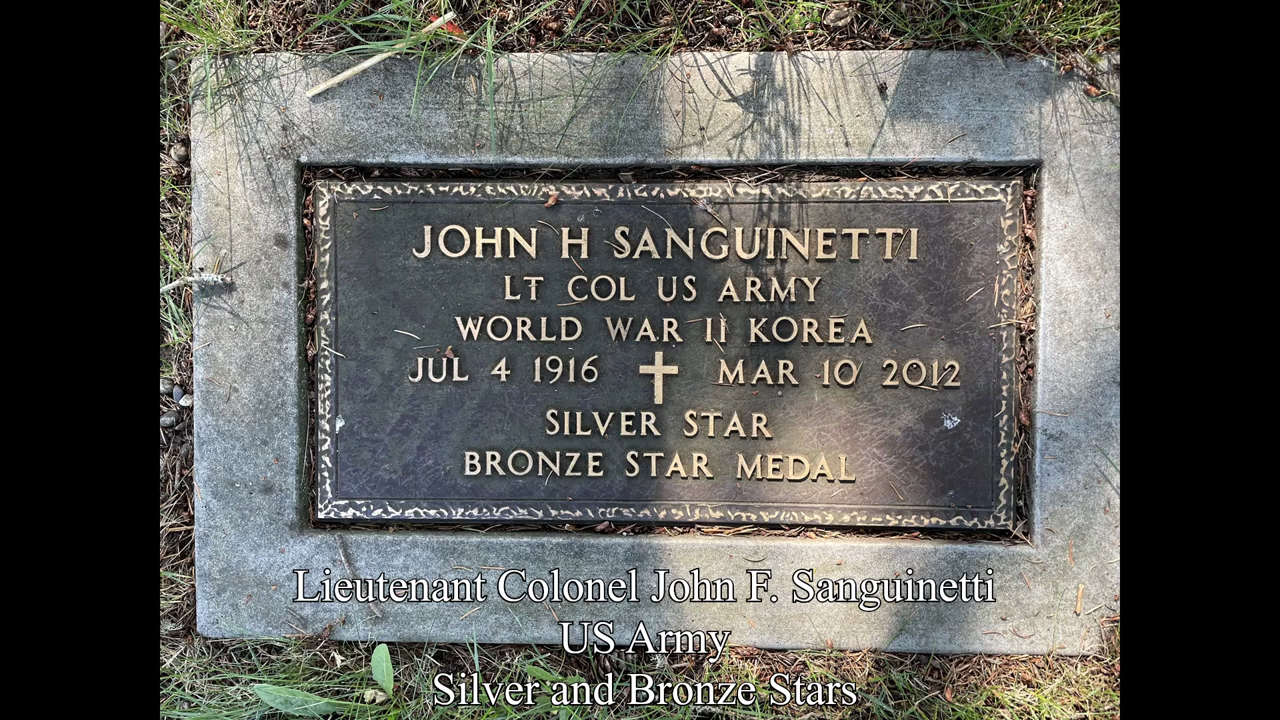 JOHN H SANGUINETTI
LT COL US ARMY
WORLD WAR II KOREA
JUL 4 1916 MAR 10 2012
SILVER STAR
BRONZE STAR MEDAL
Lieutenant Colonel John F. Sanguinetti
US Army
Silver and Bronze Stars